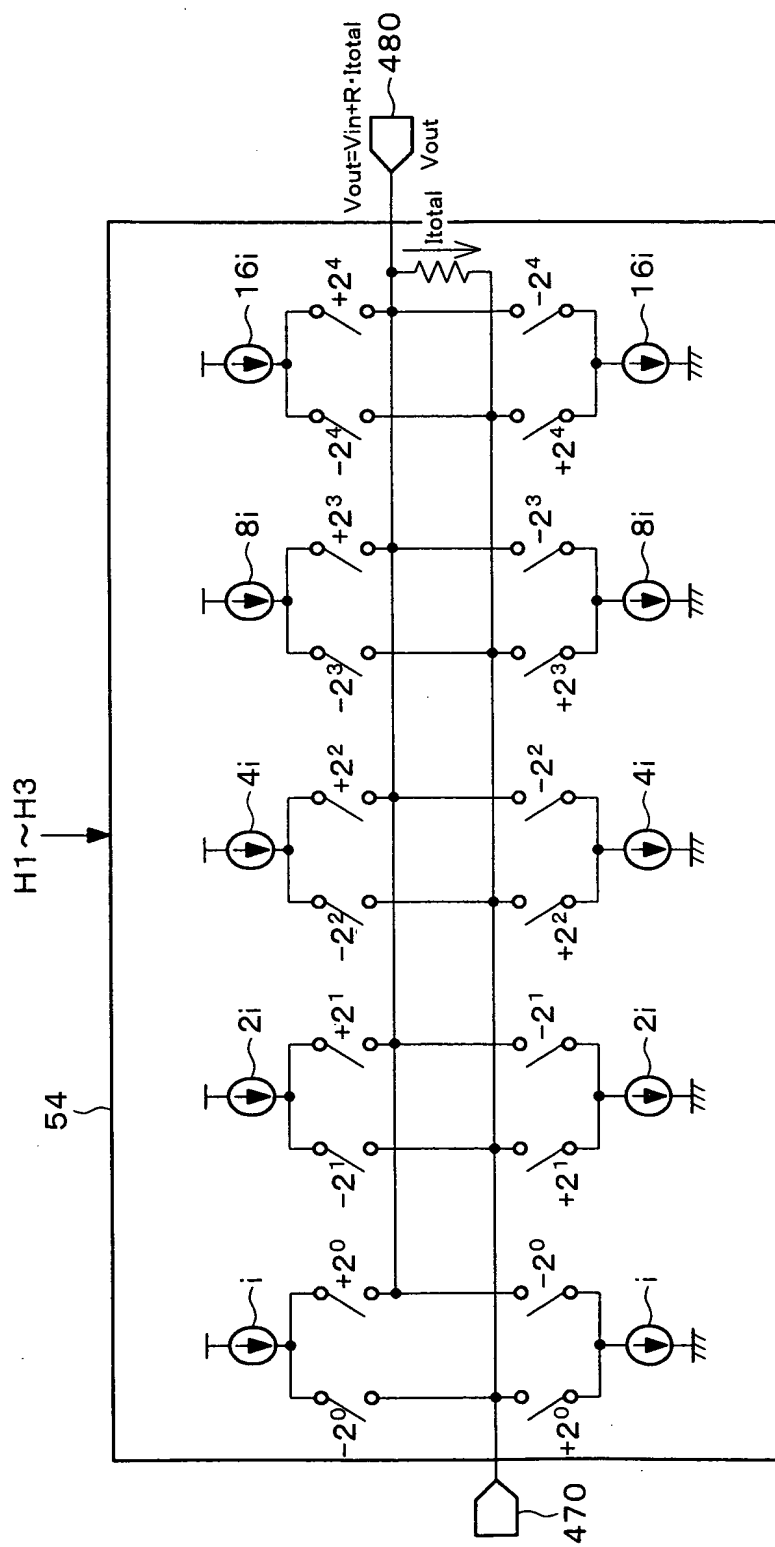 H1~H3
54
i
2i
4i
8i
16i
-2⁰
+2⁰
-2¹
+2¹
-2²
+2²
-2³
+2³
-2⁴
+2⁴
Vout=Vin+R·Itotal
480
Vout
Itotal
470
+2⁰
-2⁰
+2¹
-2¹
+2²
-2²
+2³
-2³
+2⁴
-2⁴
i
2i
4i
8i
16i